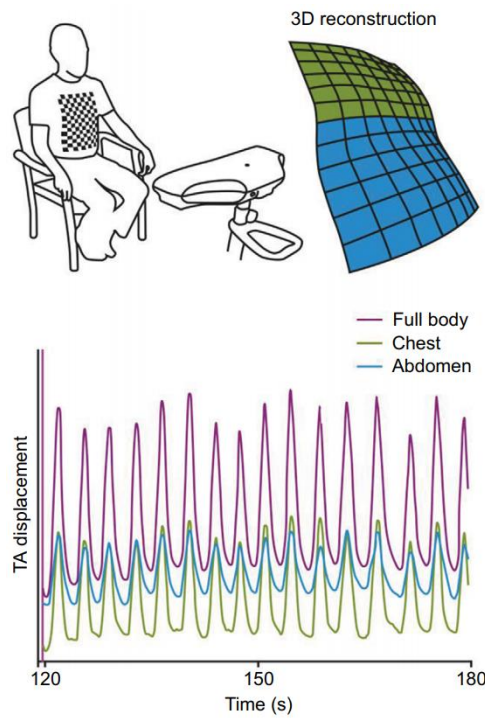 3D reconstruction
Full body
Chest
Abdomen
TA displacement
120 150 180
Time (s)